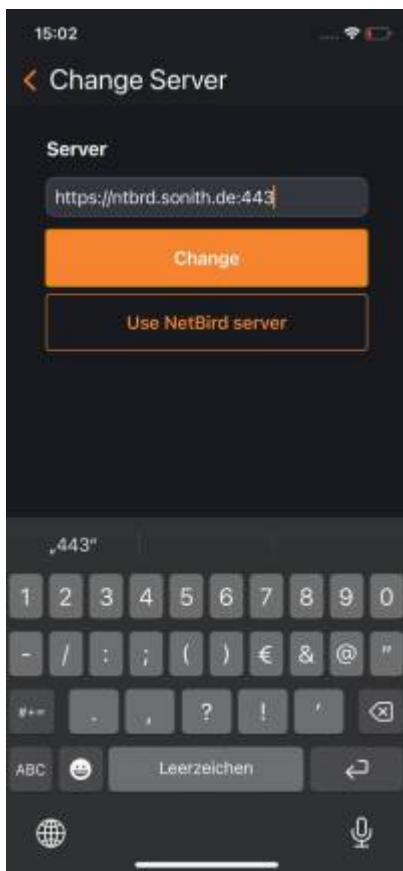 15:02
Change Server
Server
https://ntbrd.sonith.de:443
Change
Use NetBird server
„443“
1 2 3 4 5 6 7 8 9 0
- / : ; ( ) € & @ "
#+= . , ? ! '
ABC Leerzeichen